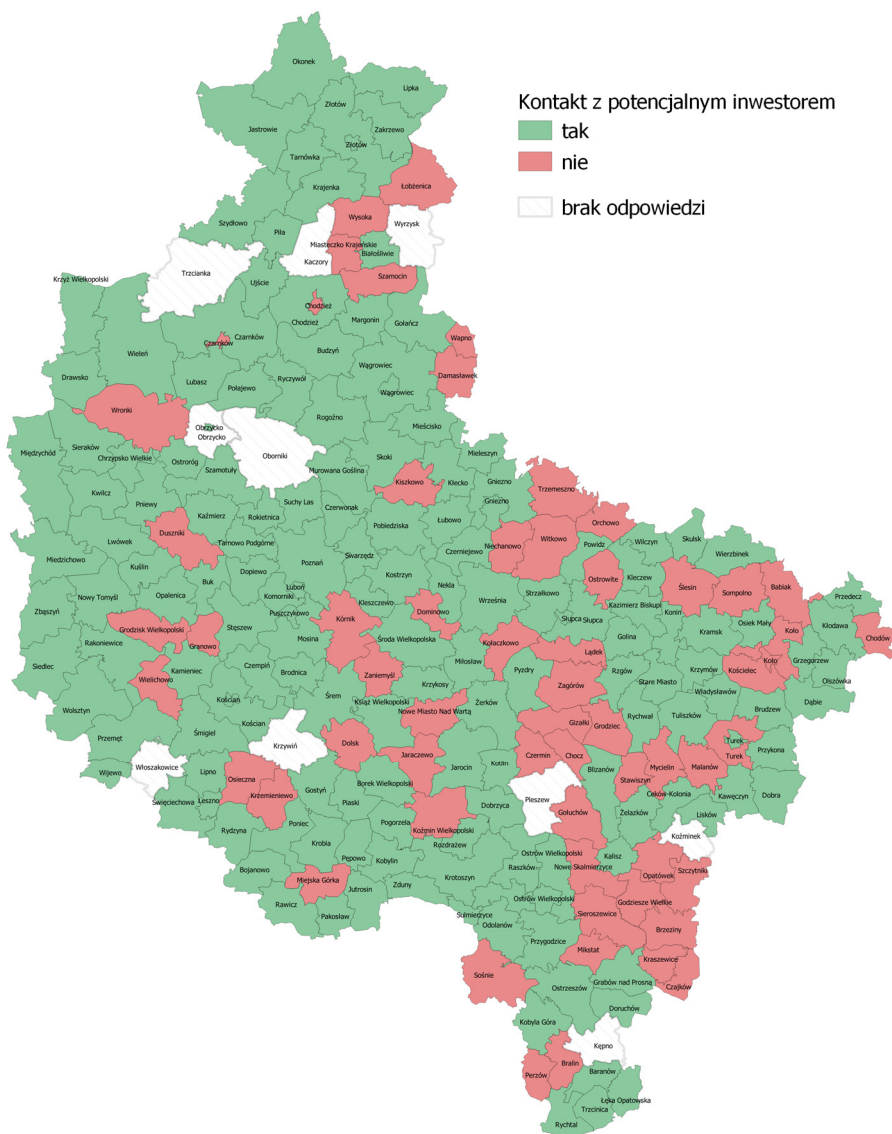 Kontakt z potencjalnym inwestorem
tak
nie
brak odpowiedzi
Okonek
Lipka
Złotów
Jastrowie
Zakrzewo
Złotów
Tarnówka
Łobżenica
Krajenka
Szydłowo
Wysoka
Wyrzysk
Piła
Miasteczko Krajeńskie
Białośliwie
Kaczory
Trzcianka
Szamocin
Krzyż Wielkopolski
Ujście
Chodzież
Margonin
Chodzież
Gołańcz
Czarnków
Wapno
Czarnków
Wieleń
Budzyń
Wągrowiec
Drawsko
Damasławek
Lubasz
Połajewo
Ryczywół
Wągrowiec
Wronki
Rogoźno
Mieścisko
Obrzycko
Obrzycko
Międzychód
Sieraków
Chrzypsko Wielkie
Ostroróg
Oborniki
Skoki
Mieleszyn
Szamotuły
Murowana Goślina
Kiszkowo
Kłecko
Gniezno
Trzemeszno
Kwilcz
Pniewy
Suchy Las
Czerwonak
Gniezno
Kaźmierz
Rokietnica
Pobiedziska
Łubowo
Orchowo
Duszniki
Lwówek
Tarnowo Podgórne
Niechanowo
Witkowo
Powidz
Wilczyn
Skulsk
Miedzichowo
Kuślin
Swarzędz
Czerniejewo
Wierzbinek
Buk
Dopiewo
Poznań
Kostrzyn
Ostrowite
Kleczew
Ślesin
Sompolno
Babiak
Nowy Tomyśl
Opalenica
Luboń
Komorniki
Kleszczewo
Nekla
Września
Strzałkowo
Przedecz
Zbąszyń
Puszczykowo
Dominowo
Kazimierz Biskupi
Konin
Grodzisk Wielkopolski
Stęszew
Kórnik
Słupca
Słupca
Osiek Mały
Kłodawa
Rakoniewice
Granowo
Mosina
Środa Wielkopolska
Kołaczkowo
Golina
Kramsk
Koło
Chodów
Siedlec
Wielichowo
Kamieniec
Czempiń
Brodnica
Zaniemyśl
Miłosław
Pyzdry
Lądek
Rzgów
Krzymów
Kościelec
Koło
Grzegorzew
Krzykosy
Zagórów
Stare Miasto
Olszówka
Wolsztyn
Kościan
Śrem
Książ Wielkopolski
Żerków
Władysławów
Dąbie
Nowe Miasto Nad Wartą
Gizałki
Grodziec
Rychwał
Tuliszków
Brudzew
Śmigiel
Kościan
Przemęt
Krzywiń
Dolsk
Jaraczewo
Czermin
Chocz
Turek
Przykona
Turek
Wijewo
Włoszakowice
Lipno
Osieczna
Jarocin
Kotlin
Blizanów
Stawiszyn
Mycielin
Malanów
Krzemieniewo
Gostyń
Borek Wielkopolski
Ceków-Kolonia
Kawęczyn
Dobra
Święciechowa
Leszno
Piaski
Dobrzyca
Pleszew
Gołuchów
Żelazków
Lisków
Rydzyna
Poniec
Pogorzela
Koźmin Wielkopolski
Koźminek
Krobia
Rozdrażew
Ostrów Wielkopolski
Kalisz
Bojanowo
Pępowo
Kobylin
Raszków
Nowe Skalmierzyce
Opatówek
Szczytniki
Miejska Górka
Zduny
Krotoszyn
Rawicz
Jutrosin
Ostrów Wielkopolski
Godziesze Wielkie
Pakosław
Sulmierzyce
Odolanów
Sieroszewice
Brzeziny
Przygodzice
Mikstat
Kraszewice
Sośnie
Ostrzeszów
Grabów nad Prosną
Czajków
Doruchów
Kobyla Góra
Kępno
Bralin
Perzów
Baranów
Łęka Opatowska
Trzcinica
Rychtal